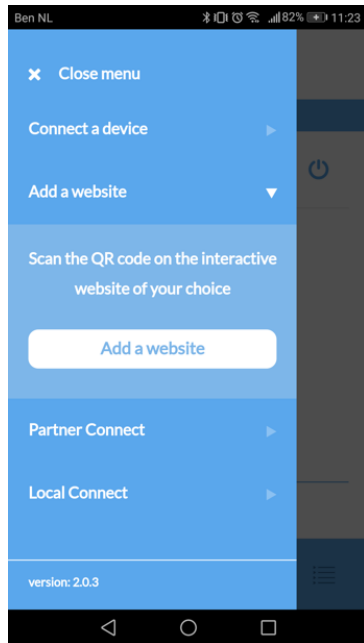 Ben NL 82% 11:23
Close menu
Connect a device
Add a website
Scan the QR code on the interactive
website of your choice
Add a website
Partner Connect
Local Connect
version: 2.0.3